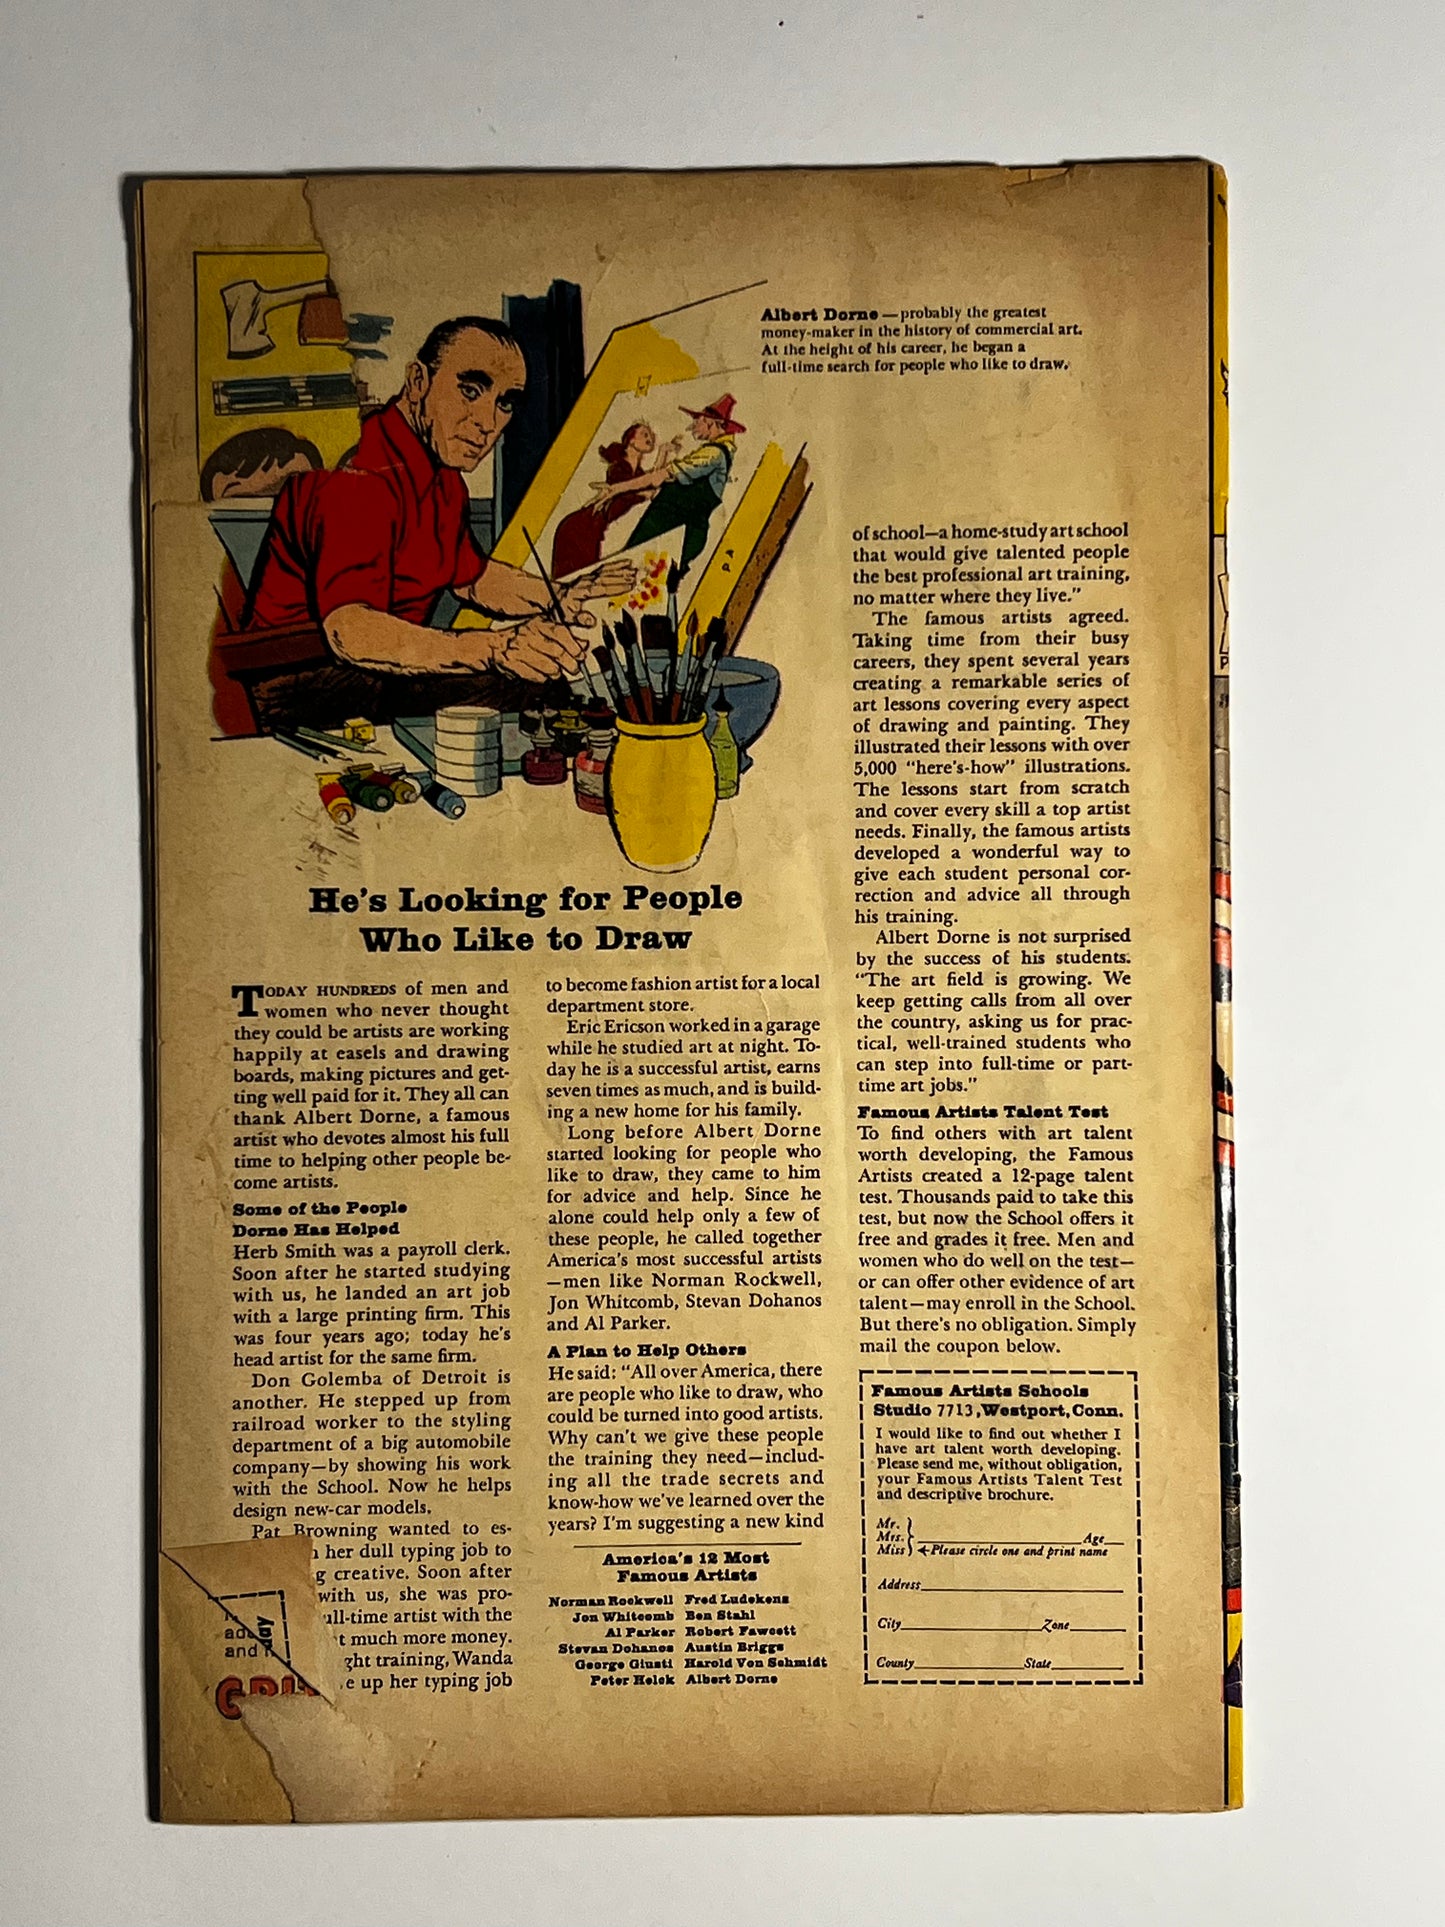 Albert Dorne — probably the greatest
money-maker in the history of commercial art.
At the height of his career, he began a
full-time search for people who like to draw.
He's Looking for People
Who Like to Draw
TODAY HUNDREDS of men and
women who never thought
they could be artists are working
happily at easels and drawing
boards, making pictures and get-
ting well paid for it. They all can
thank Albert Dorne, a famous
artist who devotes almost his full
time to helping other people be-
come artists.
Some of the People
Dorne Has Helped
Herb Smith was a payroll clerk.
Soon after he started studying
with us, he landed an art job
with a large printing firm. This
was four years ago; today he's
head artist for the same firm.
Don Golemba of Detroit is
another. He stepped up from
railroad worker to the styling
department of a big automobile
company—by showing his work
with the School. Now he helps
design new-car models.
Pat Browning wanted to es-
her dull typing job to
creative. Soon after
with us, she was pro-
full-time artist with the
much more money.
training, Wanda
up her typing job
and
to become fashion artist for a local
department store.
Eric Ericson worked in a garage
while he studied art at night. To-
day he is a successful artist, earns
seven times as much, and is build-
ing a new home for his family.
Long before Albert Dorne
started looking for people who
like to draw, they came to him
for advice and help. Since he
alone could help only a few of
these people, he called together
America's most successful artists
—men like Norman Rockwell,
Jon Whitcomb, Stevan Dohanos
and Al Parker.
A Plan to Help Others
He said: "All over America, there
are people who like to draw, who
could be turned into good artists.
Why can't we give these people
the training they need—includ-
ing all the trade secrets and
know-how we've learned over the
years? I'm suggesting a new kind
America's 12 Most
Famous Artists
Norman Rockwell Fred Ludekens
Jon Whitcomb Ben Stahl
Al Parker Robert Fawcett
Stevan Dohanos Austin Briggs
George Giusti Harold Von Schmidt
Peter Helck Albert Dorne
of school—a home-study art school
that would give talented people
the best professional art training,
no matter where they live."
The famous artists agreed.
Taking time from their busy
careers, they spent several years
creating a remarkable series of
art lessons covering every aspect
of drawing and painting. They
illustrated their lessons with over
5,000 "here's-how" illustrations.
The lessons start from scratch
and cover every skill a top artist
needs. Finally, the famous artists
developed a wonderful way to
give each student personal cor-
rection and advice all through
his training.
Albert Dorne is not surprised
by the success of his students.
"The art field is growing. We
keep getting calls from all over
the country, asking us for prac-
tical, well-trained students who
can step into full-time or part-
time art jobs."
Famous Artists Talent Test
To find others with art talent
worth developing, the Famous
Artists created a 12-page talent
test. Thousands paid to take this
test, but now the School offers it
free and grades it free. Men and
women who do well on the test—
or can offer other evidence of art
talent—may enroll in the School.
But there's no obligation. Simply
mail the coupon below.
Famous Artists Schools
Studio 7713, Westport, Conn.
I would like to find out whether I
have art talent worth developing.
Please send me, without obligation,
your Famous Artists Talent Test
and descriptive brochure.
Mr.
Mrs. Age
Miss Please circle one and print name
Address
City Zone
County State